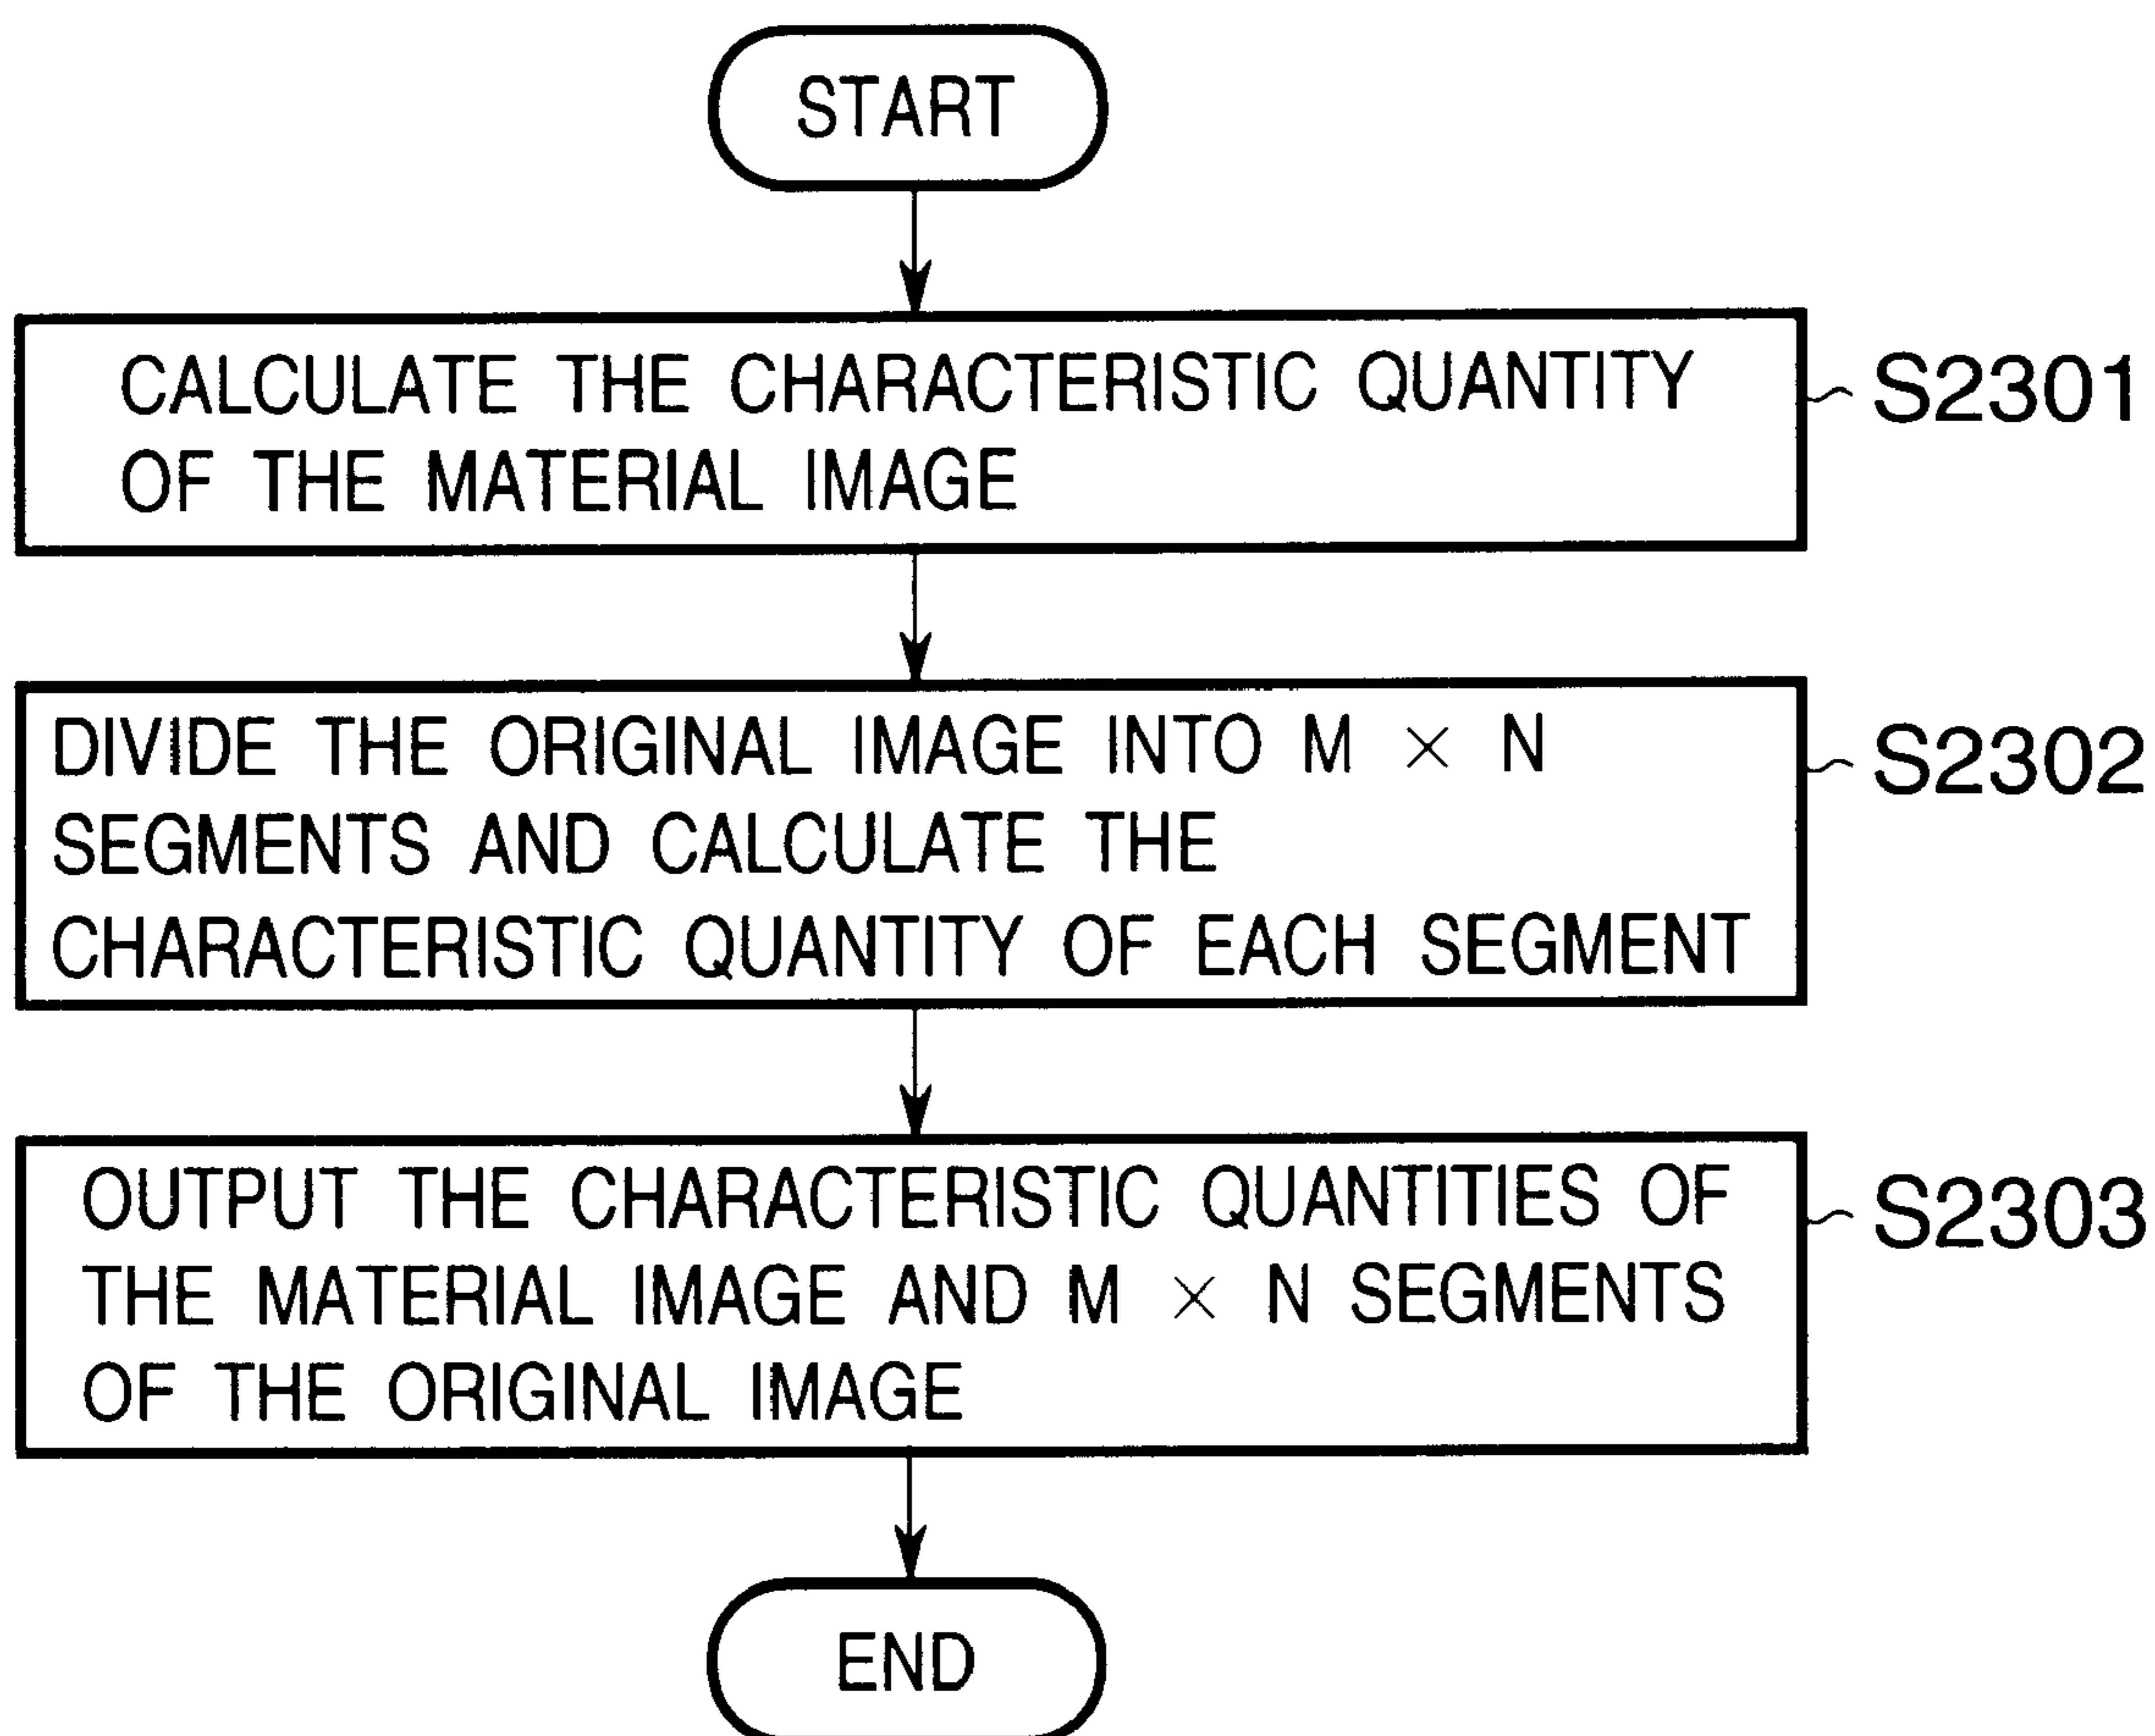 START
CALCULATE THE CHARACTERISTIC QUANTITY
OF THE MATERIAL IMAGE
S2301
DIVIDE THE ORIGINAL IMAGE INTO M × N
SEGMENTS AND CALCULATE THE
CHARACTERISTIC QUANTITY OF EACH SEGMENT
S2302
OUTPUT THE CHARACTERISTIC QUANTITIES OF
THE MATERIAL IMAGE AND M × N SEGMENTS
OF THE ORIGINAL IMAGE
S2303
END